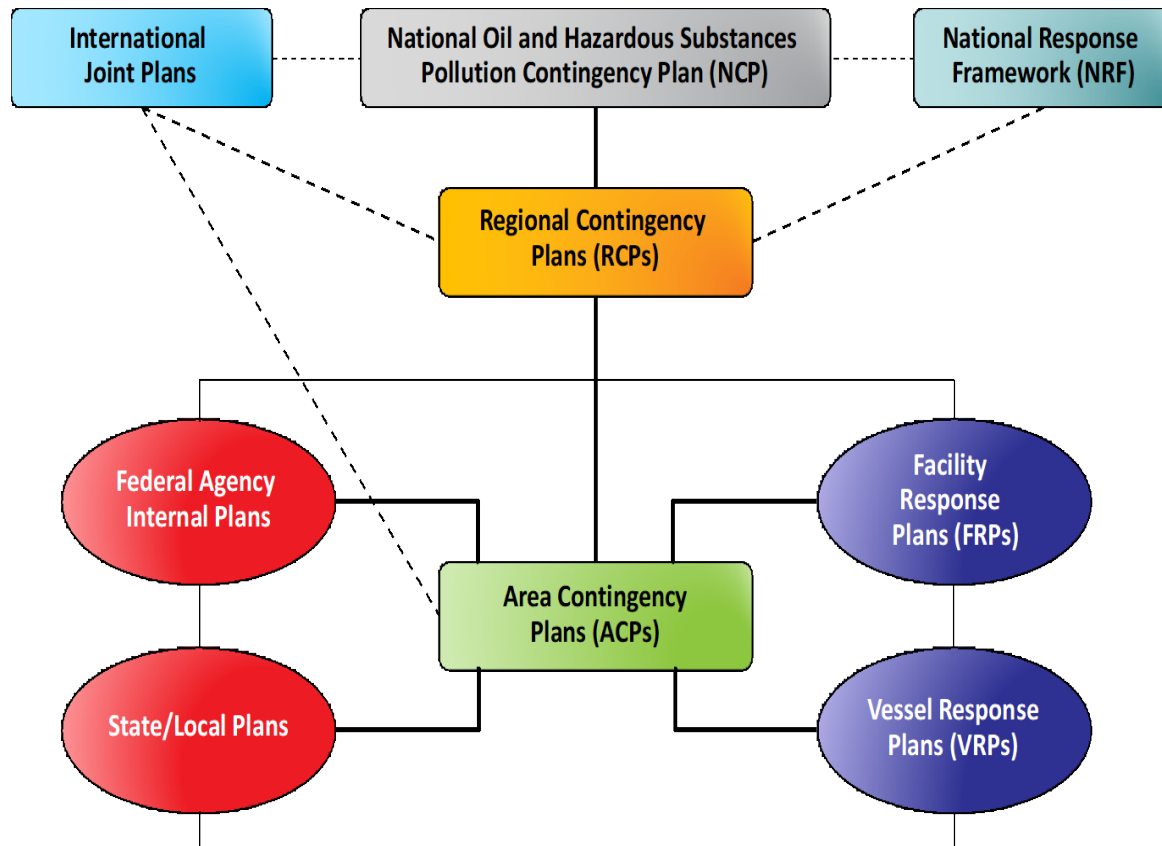 International
Joint Plans
National Oil and Hazardous Substances
Pollution Contingency Plan (NCP)
National Response
Framework (NRF)
Regional Contingency
Plans (RCPs)
Federal Agency
Internal Plans
Facility
Response
Plans (FRPs)
Area Contingency
Plans (ACPs)
State/Local Plans
Vessel Response
Plans (VRPs)